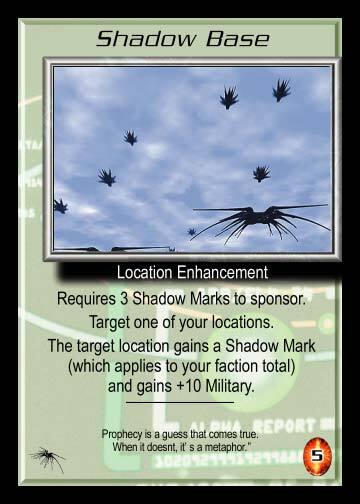 Shadow Base
Location Enhancement
Requires 3 Shadow Marks to sponsor.
Target one of your locations.
The target location gains a Shadow Mark
(which applies to your faction total)
and gains +10 Military.
ALPHA REPORT
Prophecy is a guess that comes true.
When it doesnt, it' s a metaphor."
5